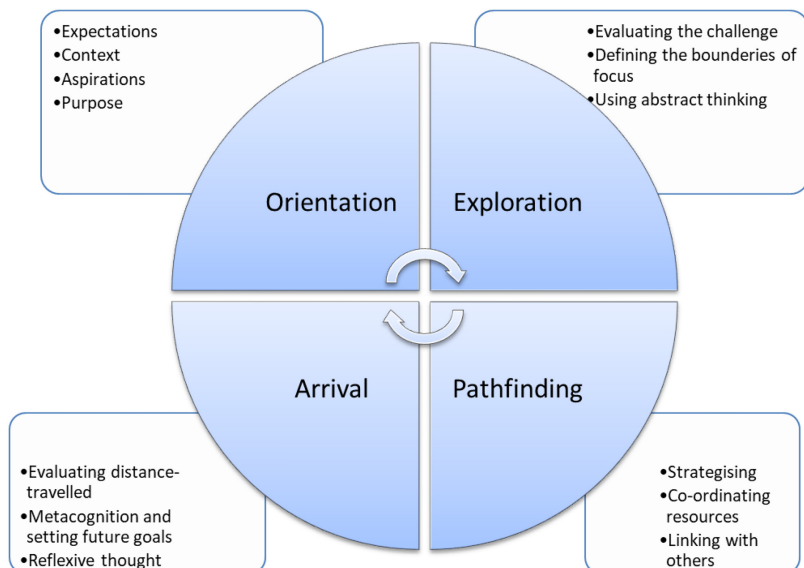 •Expectations
•Context
•Aspirations
•Purpose
•Evaluating the challenge
•Defining the bounderies of
focus
•Using abstract thinking
Orientation
Exploration
Arrival
Pathfinding
•Evaluating distance-
travelled
•Metacognition and
setting future goals
•Reflexive thought
•Strategising
•Co-ordinating
resources
•Linking with
others